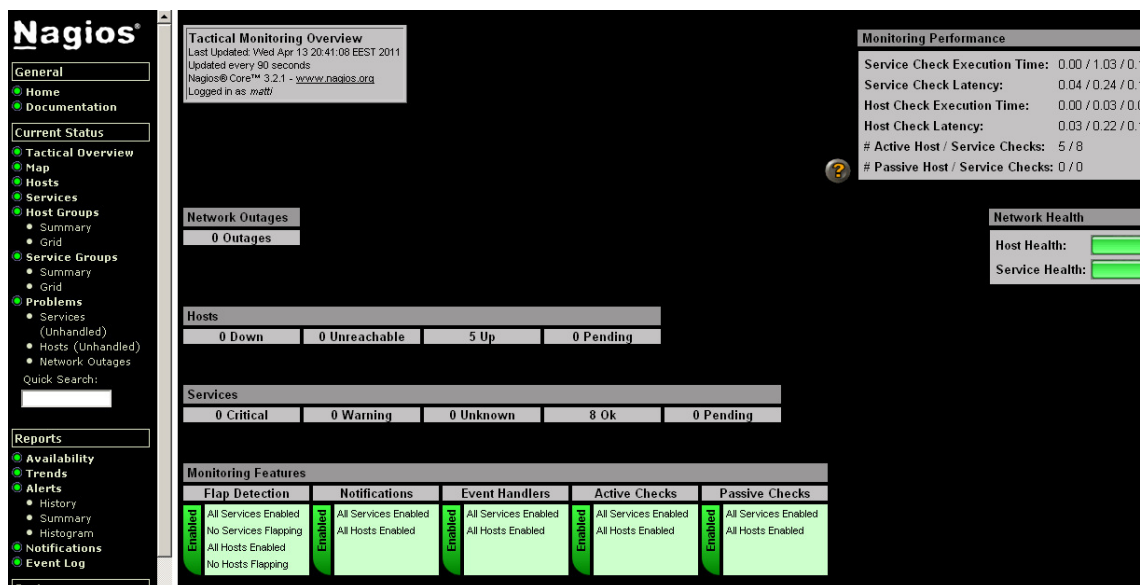 Nagios®
General
Home
Documentation
Current Status
Tactical Overview
Map
Hosts
Services
Host Groups
Summary
Grid
Service Groups
Summary
Grid
Problems
Services
(Unhandled)
Hosts (Unhandled)
Network Outages
Quick Search:
Reports
Availability
Trends
Alerts
History
Summary
Histogram
Notifications
Event Log
Tactical Monitoring Overview
Last Updated: Wed Apr 13 20:41:08 EEST 2011
Updated every 90 seconds
Nagios® Core™ 3.2.1 - www.nagios.org
Logged in as matti
Monitoring Performance
Service Check Execution Time: 0.00 / 1.03 / 0.
Service Check Latency: 0.04 / 0.24 / 0.
Host Check Execution Time: 0.00 / 0.03 / 0.
Host Check Latency: 0.03 / 0.22 / 0.
# Active Host / Service Checks: 5 / 8
# Passive Host / Service Checks: 0 / 0
?
Network Outages
0 Outages
Network Health
Host Health:
Service Health:
Hosts
0 Down 0 Unreachable 5 Up 0 Pending
Services
0 Critical 0 Warning 0 Unknown 8 Ok 0 Pending
Monitoring Features
Flap Detection Notifications Event Handlers Active Checks Passive Checks
Enabled Enabled Enabled Enabled Enabled
All Services Enabled All Services Enabled All Services Enabled All Services Enabled All Services Enabled
No Services Flapping All Hosts Enabled All Hosts Enabled All Hosts Enabled All Hosts Enabled
All Hosts Enabled
No Hosts Flapping